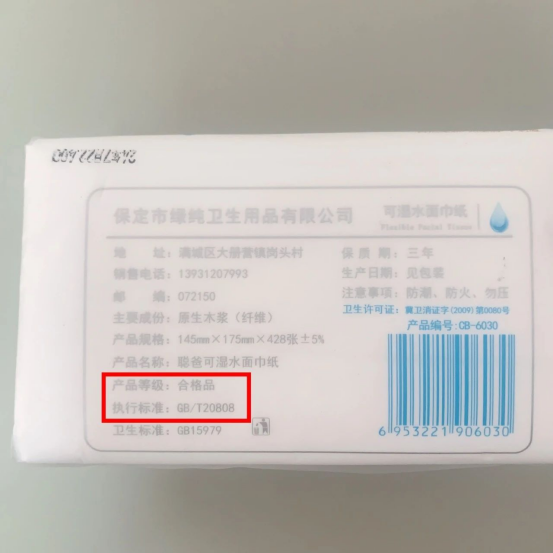 保定市缘纯卫生用品有限公司
可湿水面巾纸
地 址：满城区大册营镇岗头村
保 质 期：三年
销售电话：13931207993
生产日期：见包装
邮 编：072150
注意事项：防潮、防火、勿压
主要成份：原生木浆（纤维）
卫生许可证：冀卫消证字(2009)第0080号
产品规格：145mm×175mm×428张±5%
产品编号：CB-6030
产品名称：聪爸可湿水面巾纸
产品等级：合格品
执行标准：GB/T20808
卫生标准：GB15979
6 953221 906030